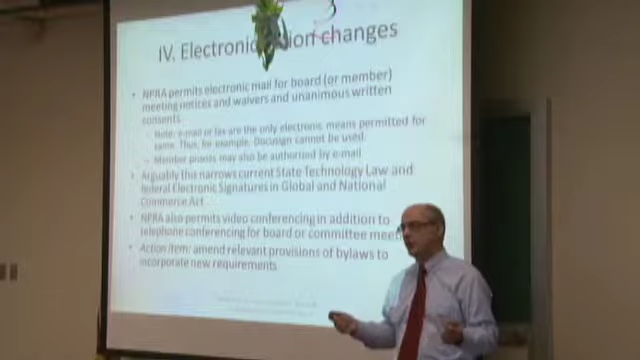 IV. Electronic changes
• NPRA permits electronic mail for board (or member)
meeting notices and waivers and unanimous written
consents
– Note: e-mail or fax are the only electronic means permitted for
same. Thus, for example, Docusign cannot be used.
– Member proxies may also be authorized by e-mail
• Arguably this narrows current State Technology Law and
federal Electronic Signatures in Global and National
Commerce Act
• NPRA also permits video conferencing in addition to
telephone conferencing for board or committee
• Action item: amend relevant provisions of bylaws to
incorporate new requirements